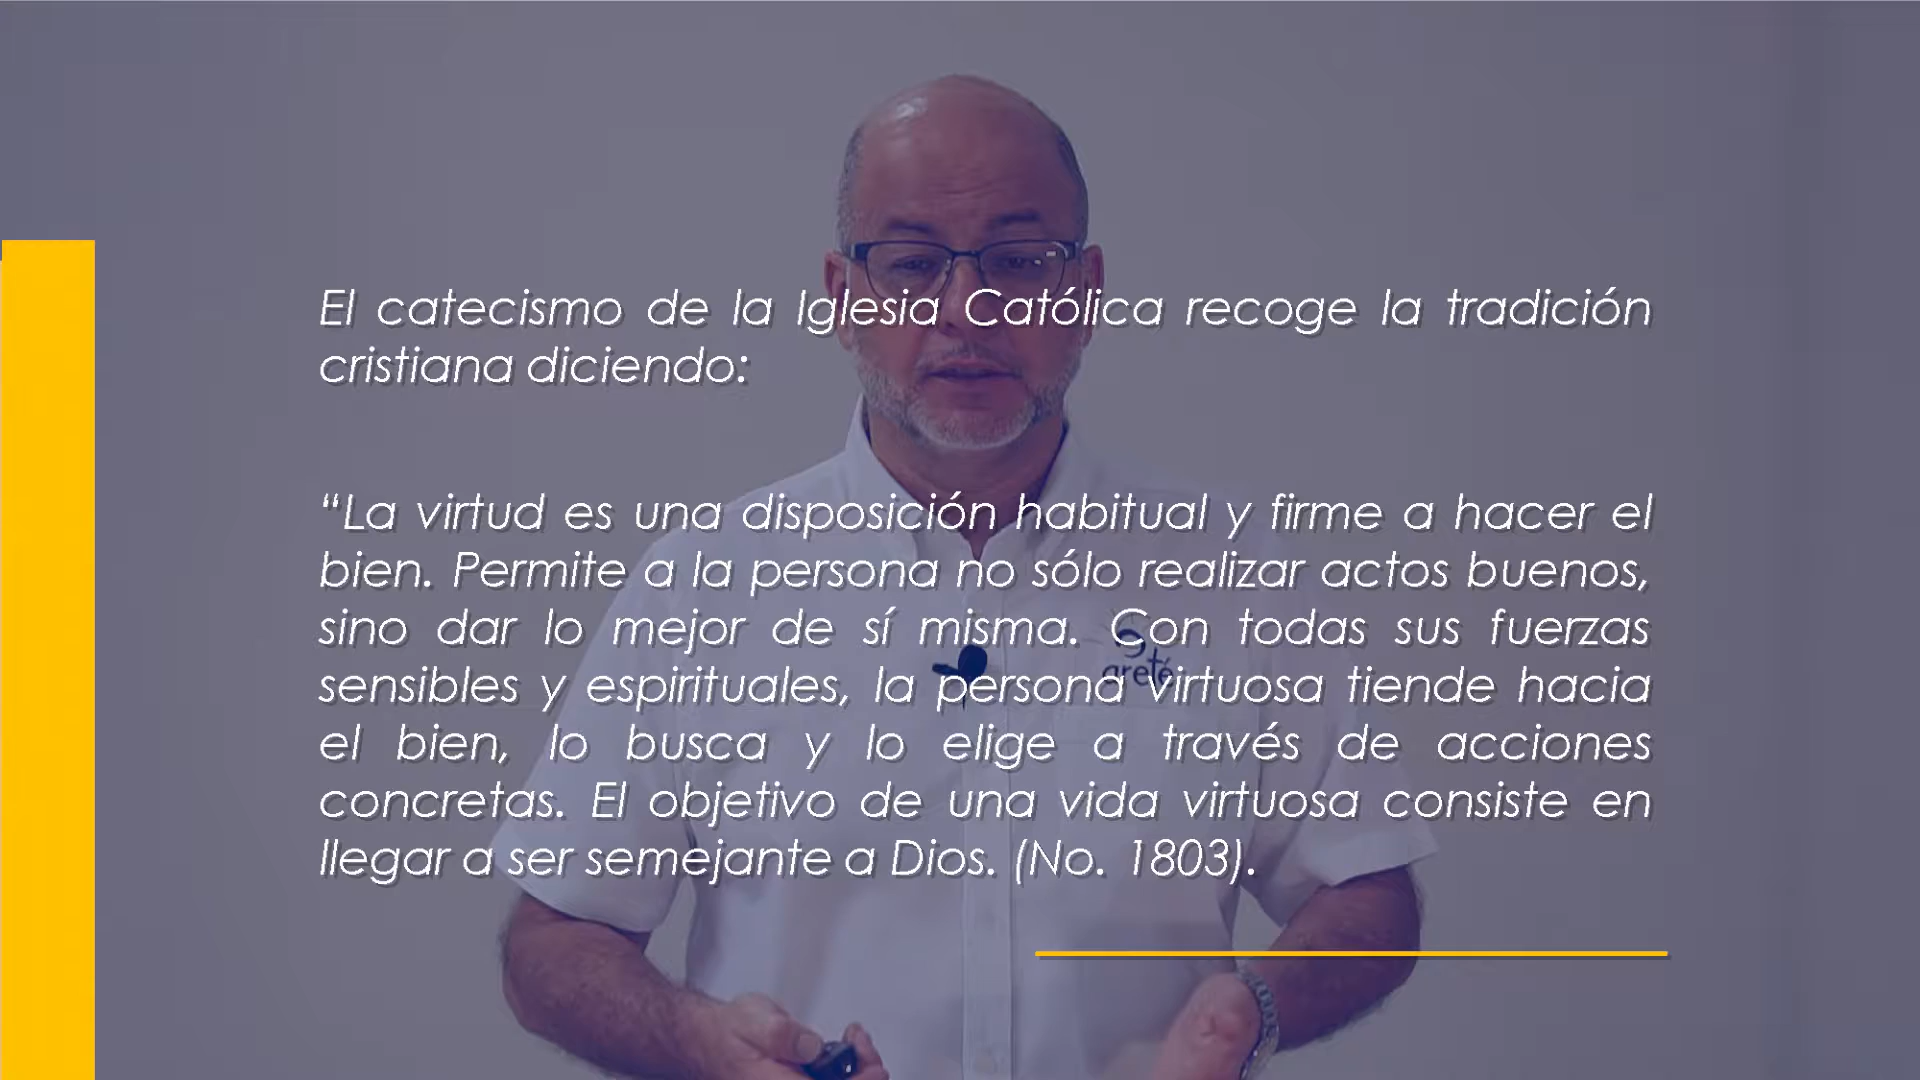 El catecismo de la Iglesia Católica recoge la tradición
cristiana diciendo:
“La virtud es una disposición habitual y firme a hacer el
bien. Permite a la persona no sólo realizar actos buenos,
sino dar lo mejor de sí misma. Con todas sus fuerzas
sensibles y espirituales, la persona virtuosa tiende hacia
el bien, lo busca y lo elige a través de acciones
concretas. El objetivo de una vida virtuosa consiste en
llegar a ser semejante a Dios. (No. 1803).
areté